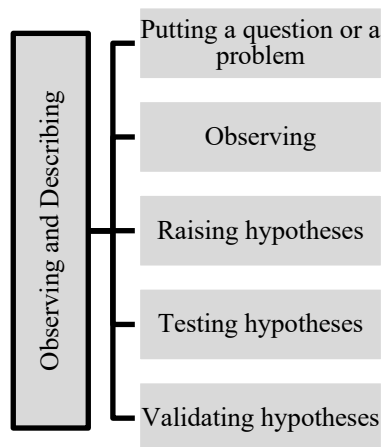 Observing and Describing
Putting a question or a
problem
Observing
Raising hypotheses
Testing hypotheses
Validating hypotheses